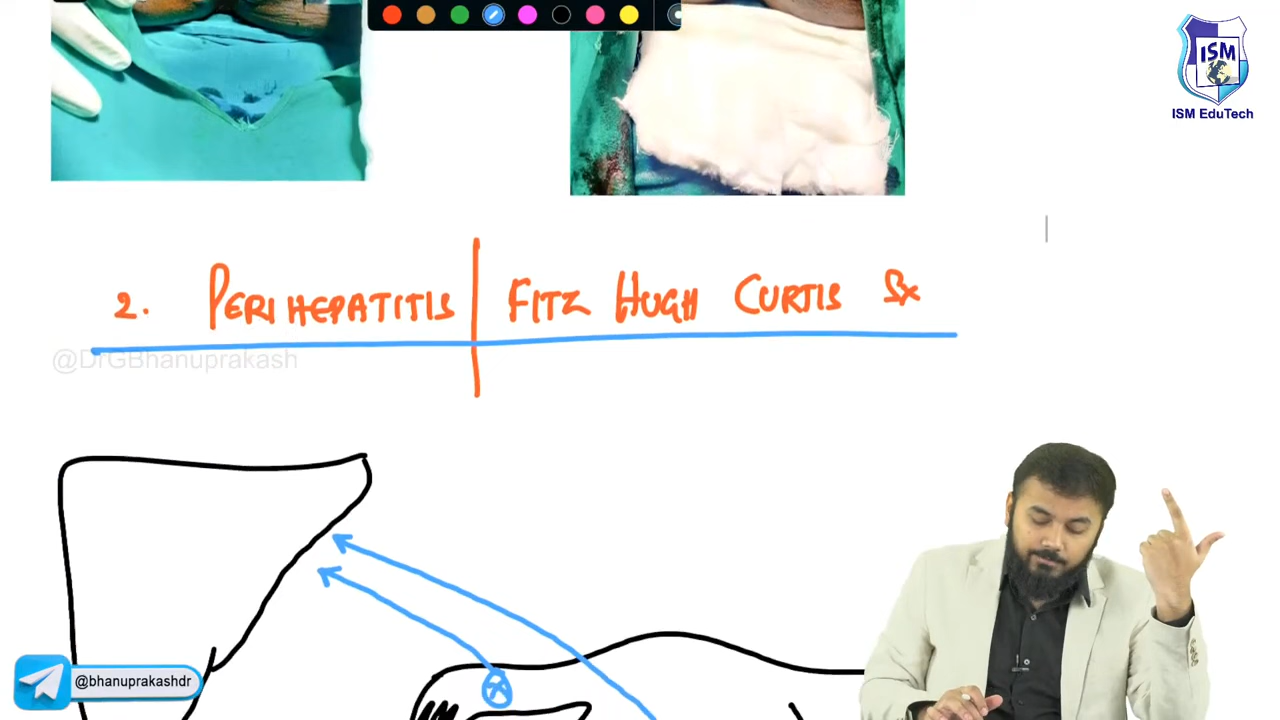 ISM
ISM EduTech
2. PERIHEPATITIS | FITZ HUGH CURTIS Sx
@DrGBhanuprakash
@bhanuprakashdr